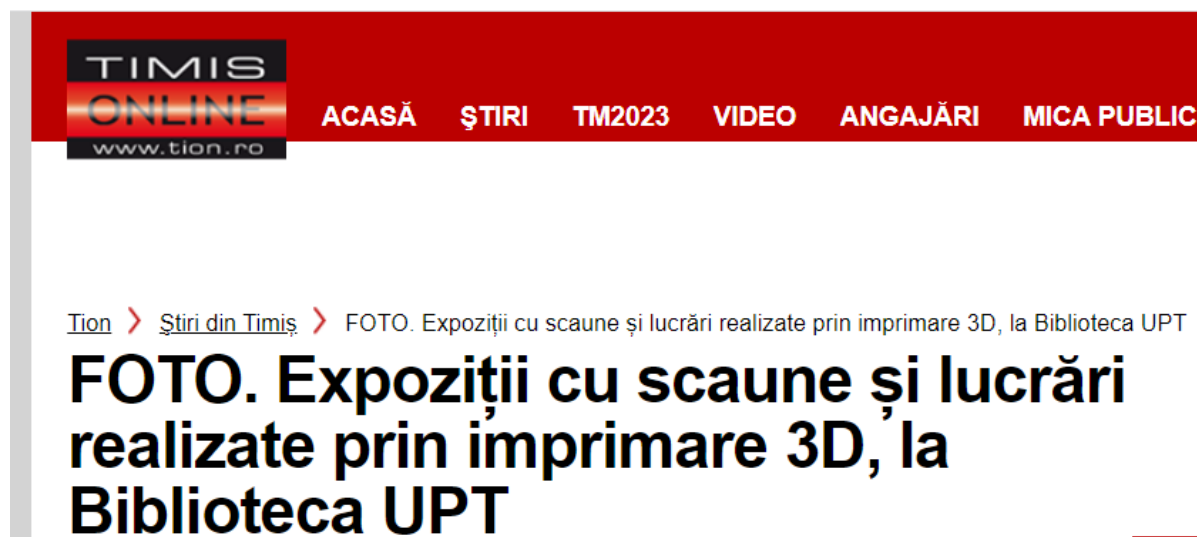 TIMIS
ONLINE
www.tion.ro
ACASĂ ŞTIRI TM2023 VIDEO ANGAJĂRI MICA PUBLIC
Tion Ştiri din Timiș FOTO. Expoziții cu scaune și lucrări realizate prin imprimare 3D, la Biblioteca UPT
FOTO. Expoziții cu scaune și lucrări
realizate prin imprimare 3D, la
Biblioteca UPT